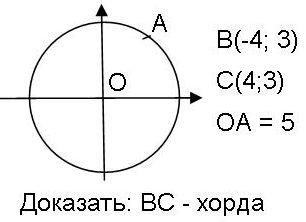 A
B(-4; 3)
O
C(4;3)
OA = 5
Доказать: BC - хорда